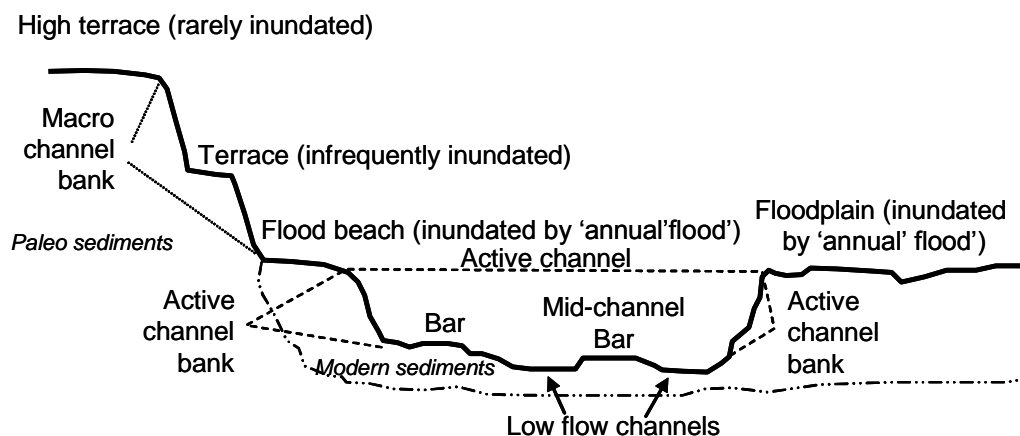 High terrace (rarely inundated)
Macro
channel
bank
Terrace (infrequently inundated)
Paleo sediments
Flood beach (inundated by ‘annual’flood’)
Active channel
Floodplain (inundated
by ‘annual’ flood’)
Active
channel
bank
Bar
Mid-channel
Bar
Active
channel
bank
Modern sediments
Low flow channels